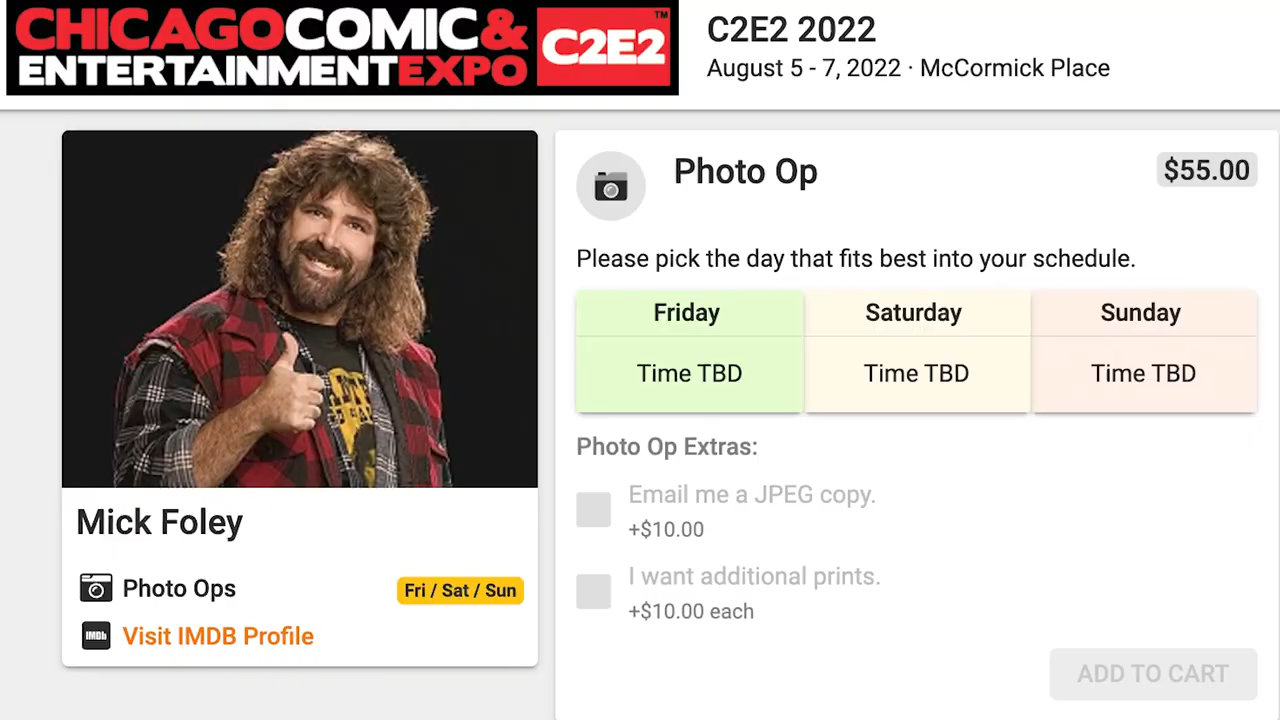 CHICAGOCOMIC&
ENTERTAINMENTEXPO
C2E2
TM
C2E2 2022
August 5 - 7, 2022 · McCormick Place
Mick Foley
Photo Ops
Fri / Sat / Sun
IMDb
Visit IMDB Profile
Photo Op
$55.00
Please pick the day that fits best into your schedule.
Friday
Saturday
Sunday
Time TBD
Time TBD
Time TBD
Photo Op Extras:
Email me a JPEG copy.
+$10.00
I want additional prints.
+$10.00 each
ADD TO CART